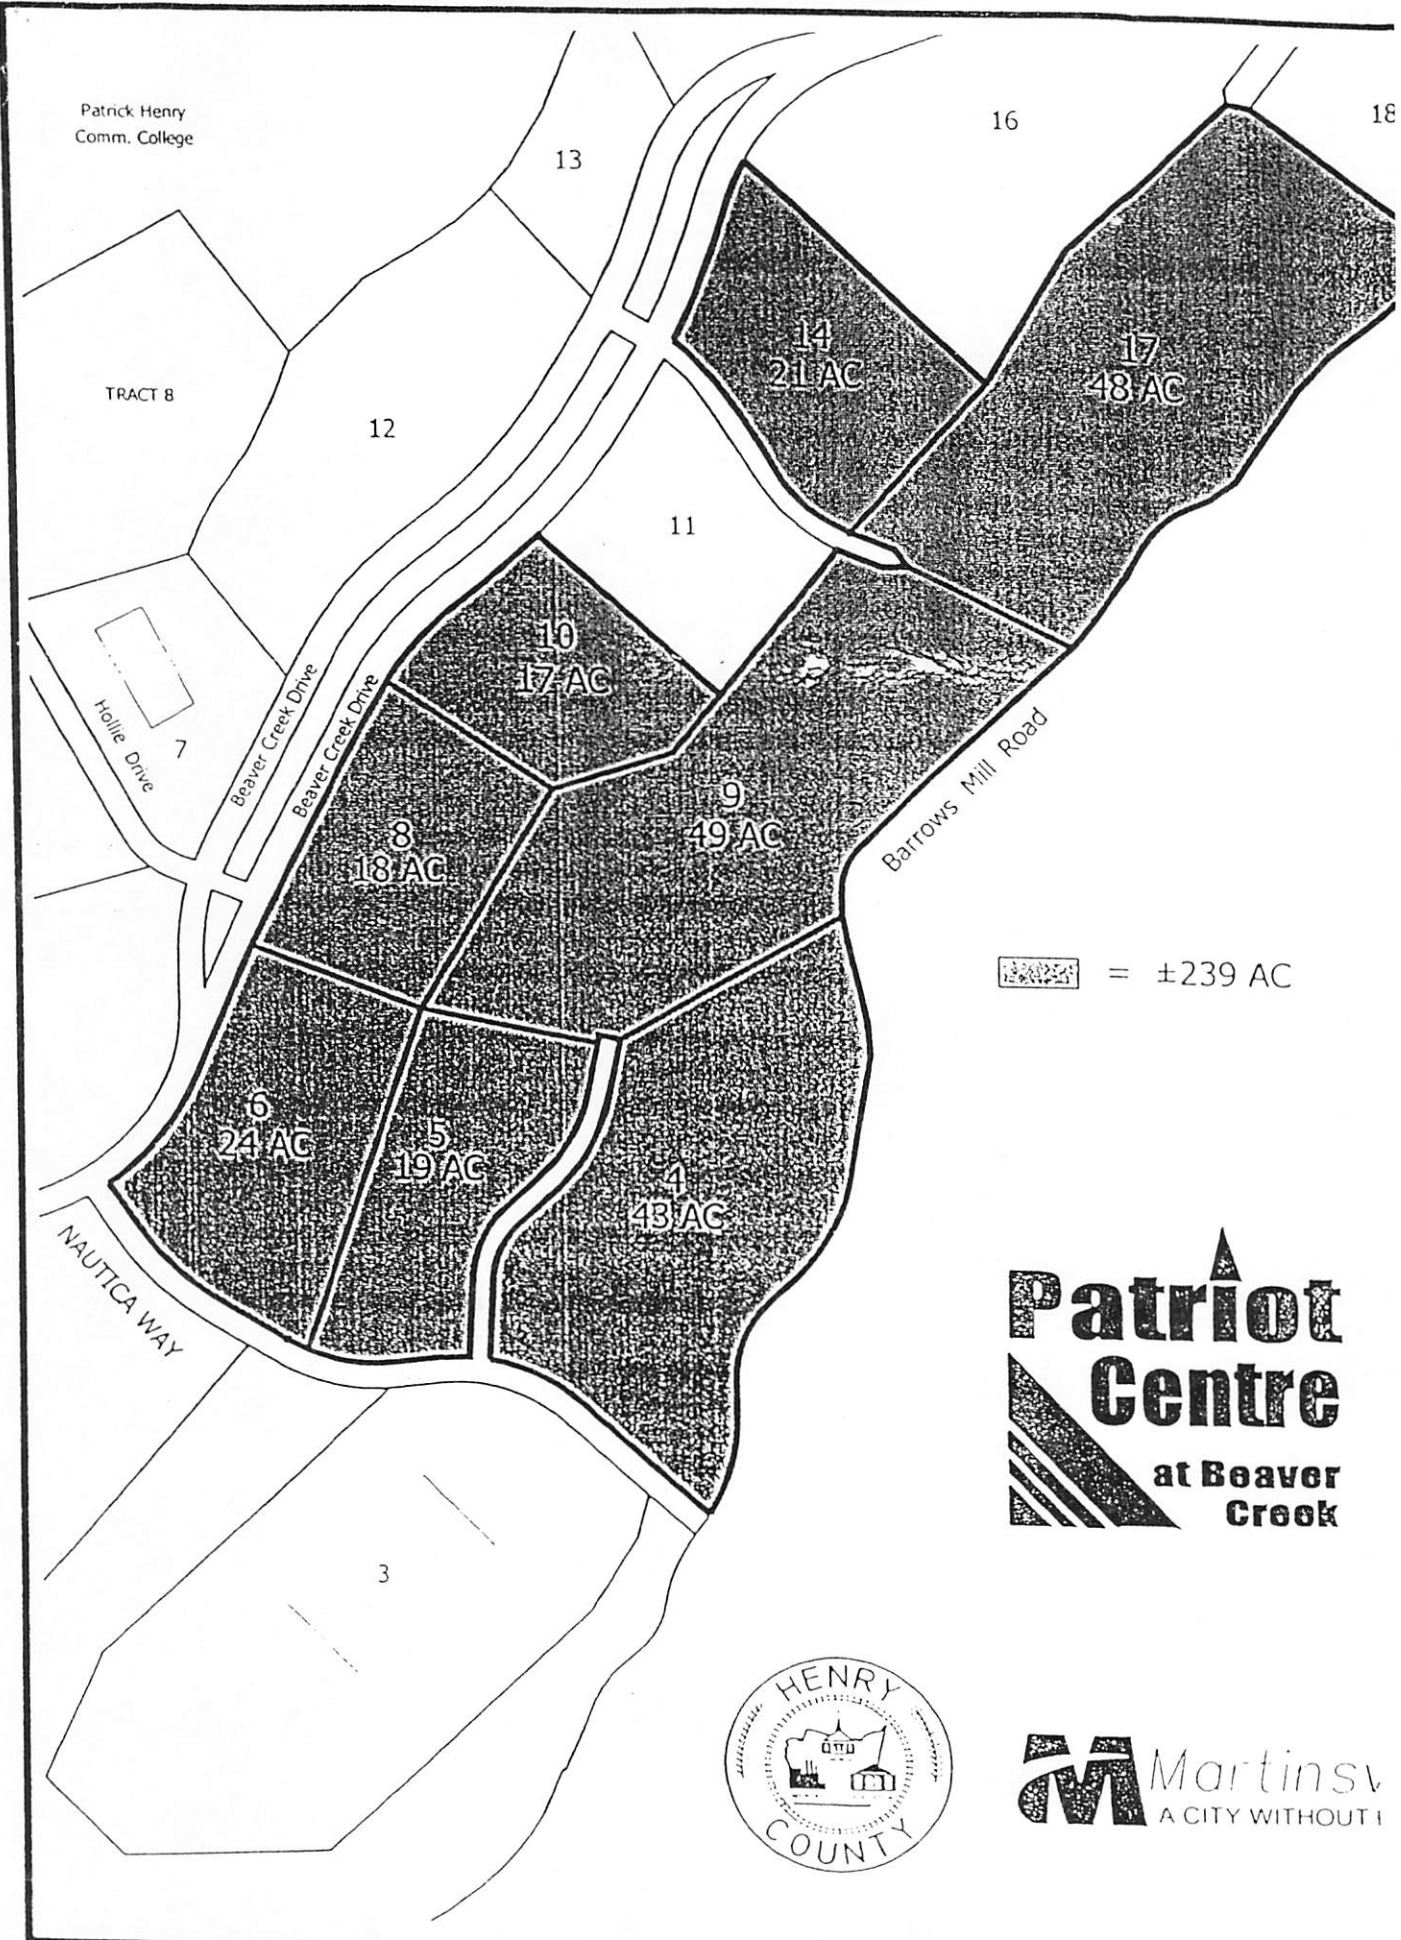 Patrick Henry
Comm. College
13
16
18
14
21 AC
17
48 AC
TRACT 8
12
11
10
17 AC
Hollie Drive
7
Beaver Creek Drive
Beaver Creek Drive
8
18 AC
9
49 AC
Barrows Mill Road
= ±239 AC
6
24 AC
5
19 AC
4
43 AC
NAUTICA WAY
Patriot
Centre
at Beaver
Creek
3
HENRY
COUNTY
Martinsv
A CITY WITHOUT